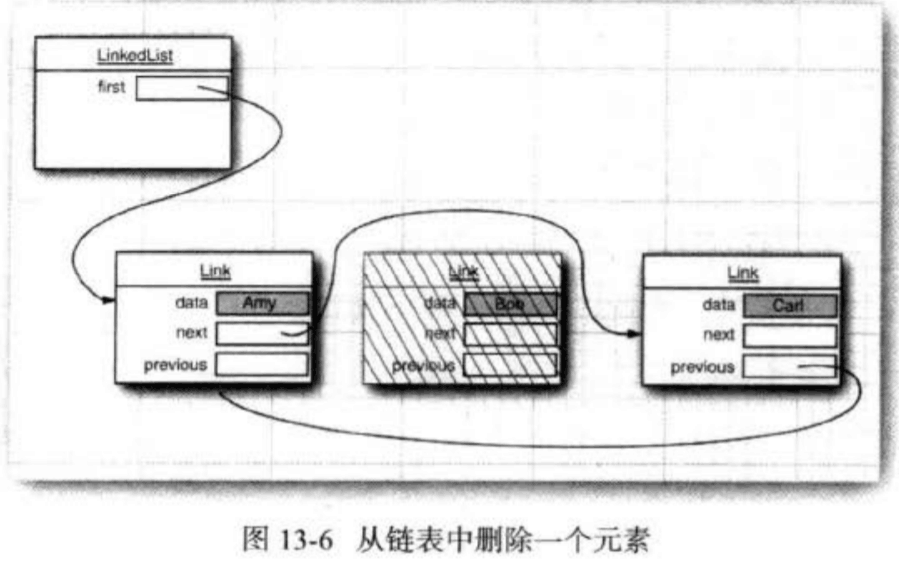 LinkedList
first
Link
data Amy
next
previous
Link
data Bob
next
previous
Link
data Carl
next
previous
图 13-6 从链表中删除一个元素